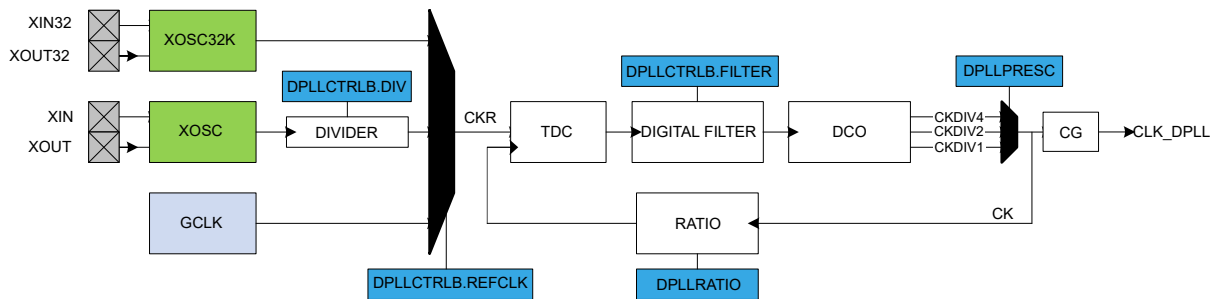 XIN32
XOUT32
XOSC32K
DPLLCTRLB.DIV
DPLLCTRLB.FILTER
DPLLPRESC
XIN
XOUT
XOSC
DIVIDER
CKR
TDC
DIGITAL FILTER
DCO
CKDIV4
CKDIV2
CKDIV1
CG
CLK_DPLL
GCLK
RATIO
CK
DPLLCTRLB.REFCLK
DPLLRATIO